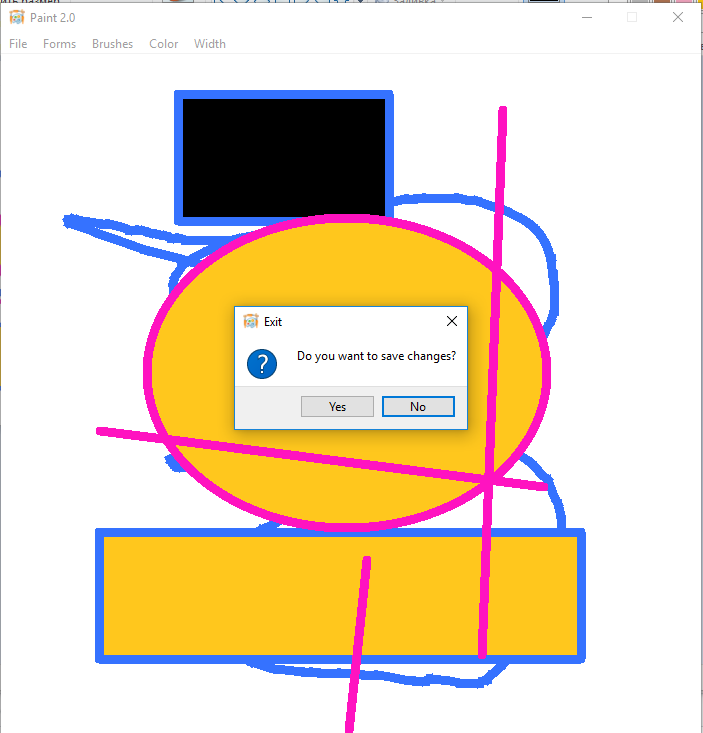 Paint 2.0
File Forms Brushes Color Width
Exit
Do you want to save changes?
Yes No